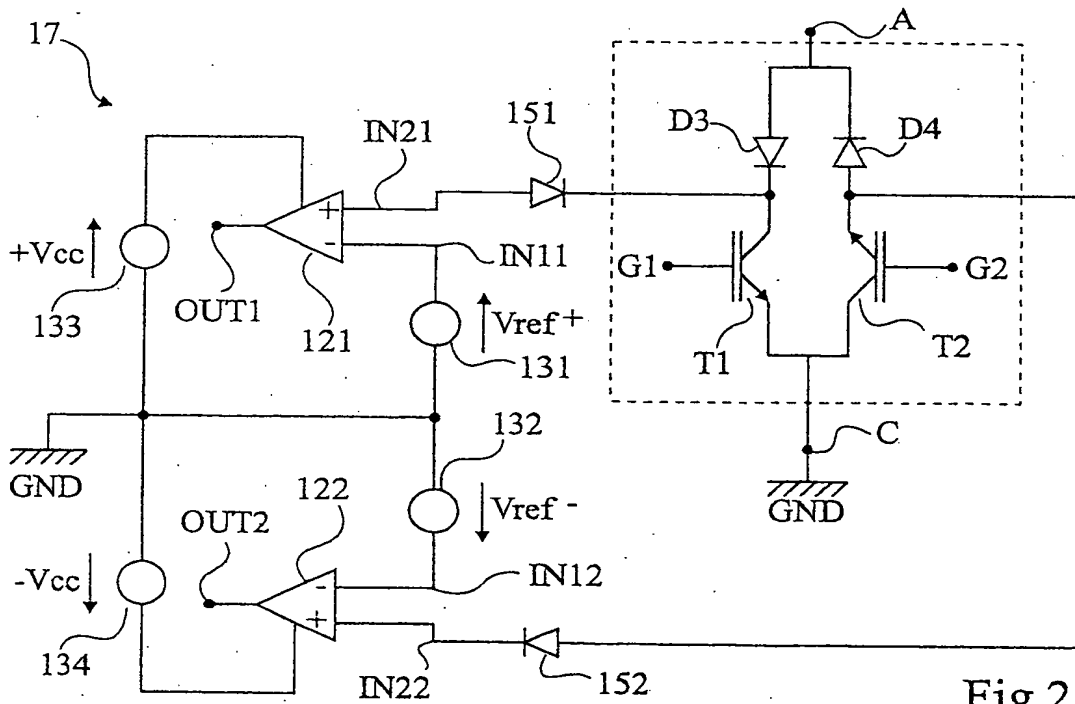 17
A
151
D3
D4
IN21
+
-
+Vcc
G1
G2
IN11
133
OUT1
121
Vref+
T1
T2
131
132
C
GND
GND
122
OUT2
Vref -
-Vcc
IN12
-
+
134
IN22
152
Fig 2